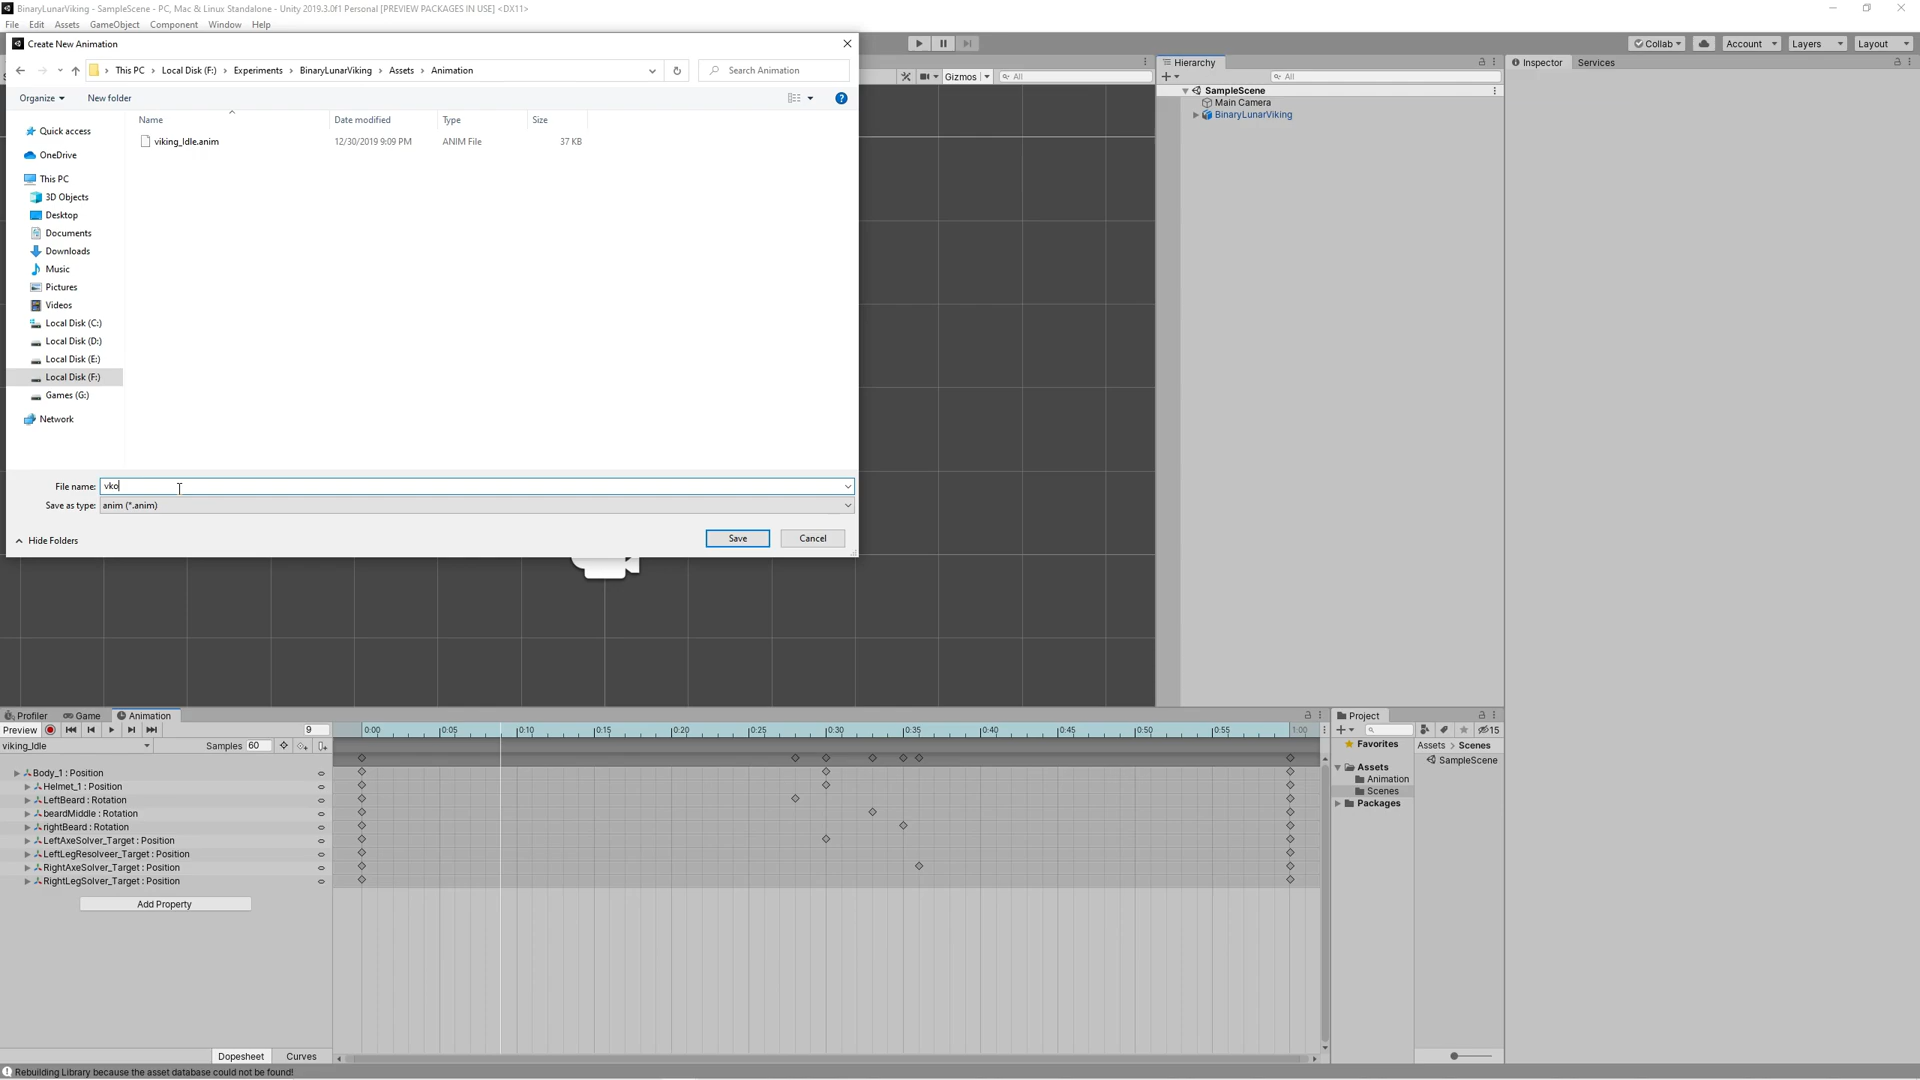 BinaryLunarViking - SampleScene - PC, Mac & Linux Standalone - Unity 2019.3.0f1 Personal [PREVIEW PACKAGES IN USE] <DX11>
File Edit Assets GameObject Component Window Help
Create New Animation
Collab Account Layers Layout
This PC Local Disk (F:) Experiments BinaryLunarViking Assets Animation Search Animation
Gizmos All
Hierarchy
All
Inspector Services
Organize New folder
SampleScene
Main Camera
BinaryLunarViking
Name Date modified Type Size
viking_Idle.anim 12/30/2019 9:09 PM ANIM File 37 KB
Quick access
OneDrive
This PC
3D Objects
Desktop
Documents
Downloads
Music
Pictures
Videos
Local Disk (C:)
Local Disk (D:)
Local Disk (E:)
Local Disk (F:)
Games (G:)
Network
File name: vko
Save as type: anim (*.anim)
Hide Folders Save Cancel
Profiler Game Animation
Preview 9 0:00 0:05 0:10 0:15 0:20 0:25 0:30 0:35 0:40 0:45 0:50 0:55 1:00
viking_Idle Samples 60
Body_1 : Position
Helmet_1 : Position
LeftBeard : Rotation
beardMiddle : Rotation
rightBeard : Rotation
LeftAxeSolver_Target : Position
LeftLegResolveer_Target : Position
RightAxeSolver_Target : Position
RightLegSolver_Target : Position
Add Property
Dopesheet Curves
Project
15
Favorites
Assets
Animation
Scenes
Packages
Assets > Scenes
SampleScene
Rebuilding Library because the asset database could not be found!